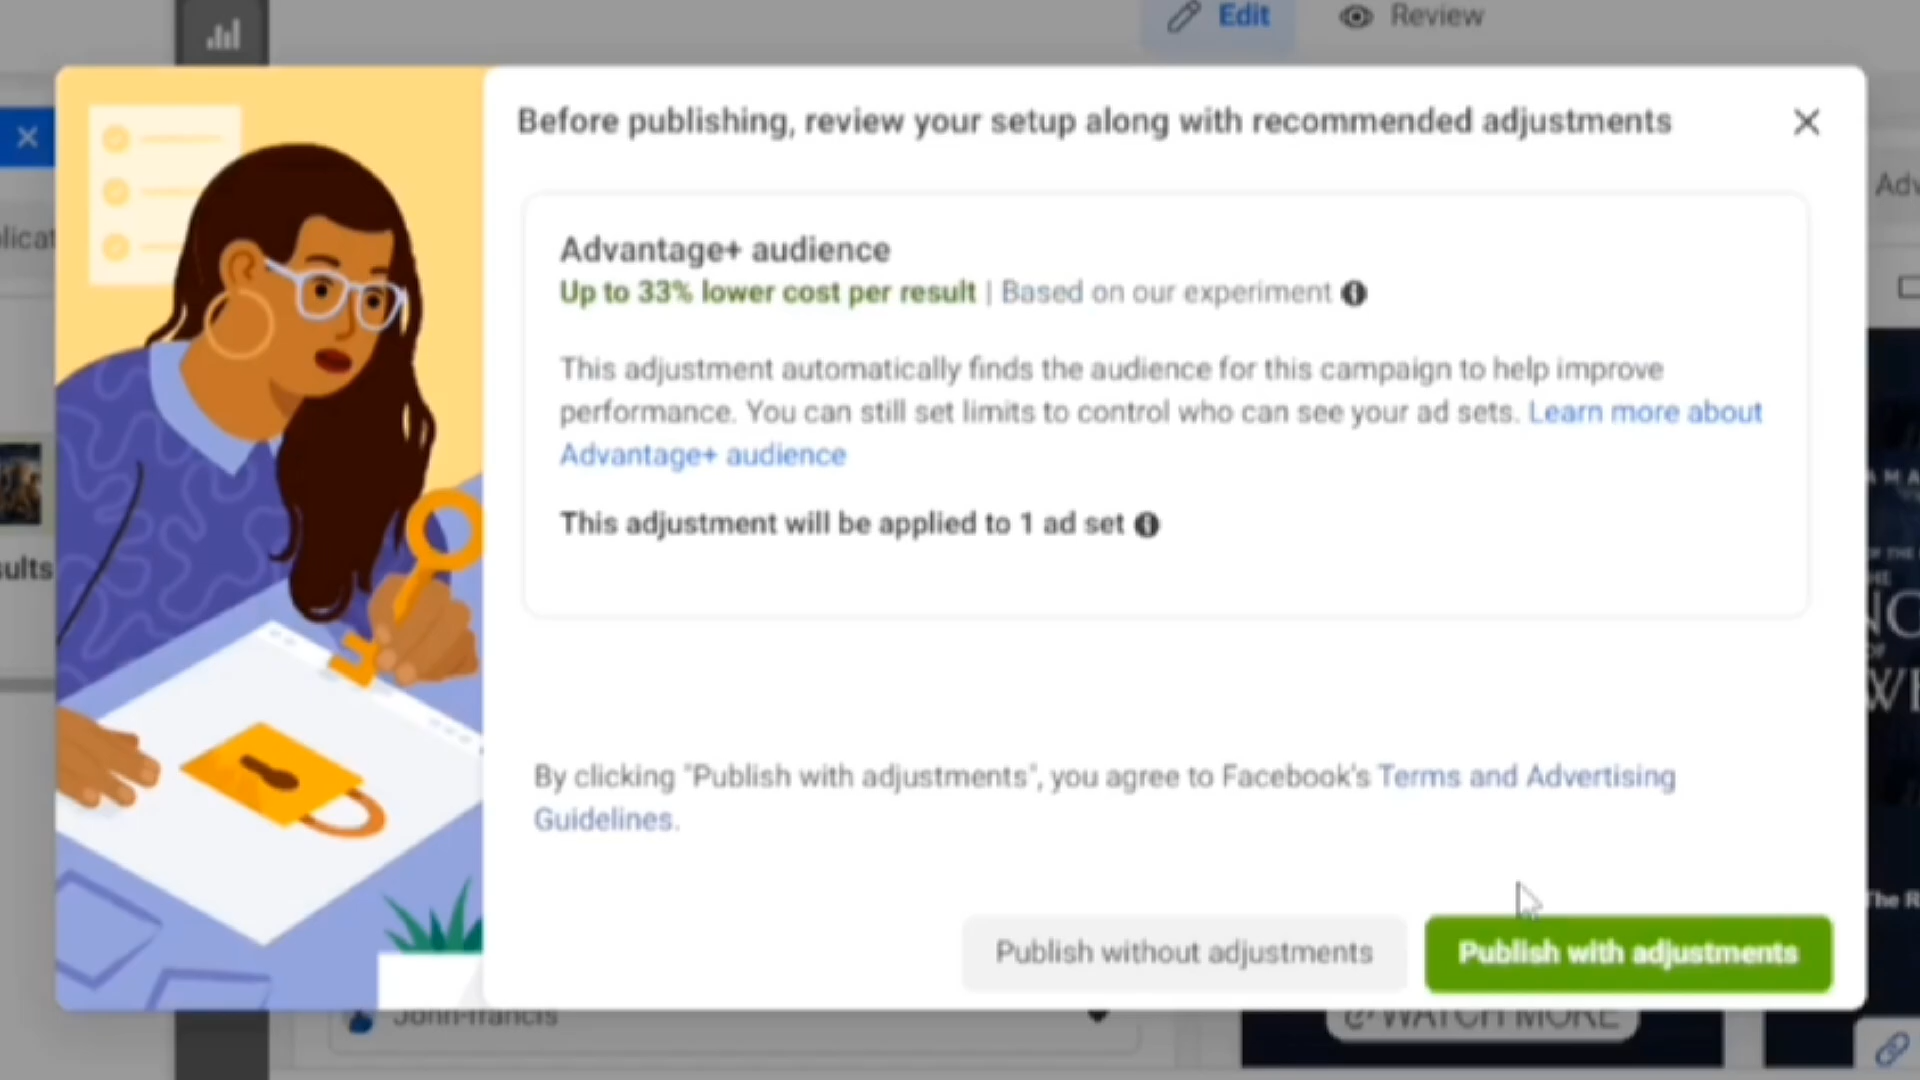 Edit
Review
Before publishing, review your setup along with recommended adjustments
Advantage+ audience
Up to 33% lower cost per result | Based on our experiment
This adjustment automatically finds the audience for this campaign to help improve
performance. You can still set limits to control who can see your ad sets. Learn more about
Advantage+ audience
This adjustment will be applied to 1 ad set
By clicking "Publish with adjustments", you agree to Facebook's Terms and Advertising
Guidelines.
Publish without adjustments
Publish with adjustments
John-francis
WATCH MORE